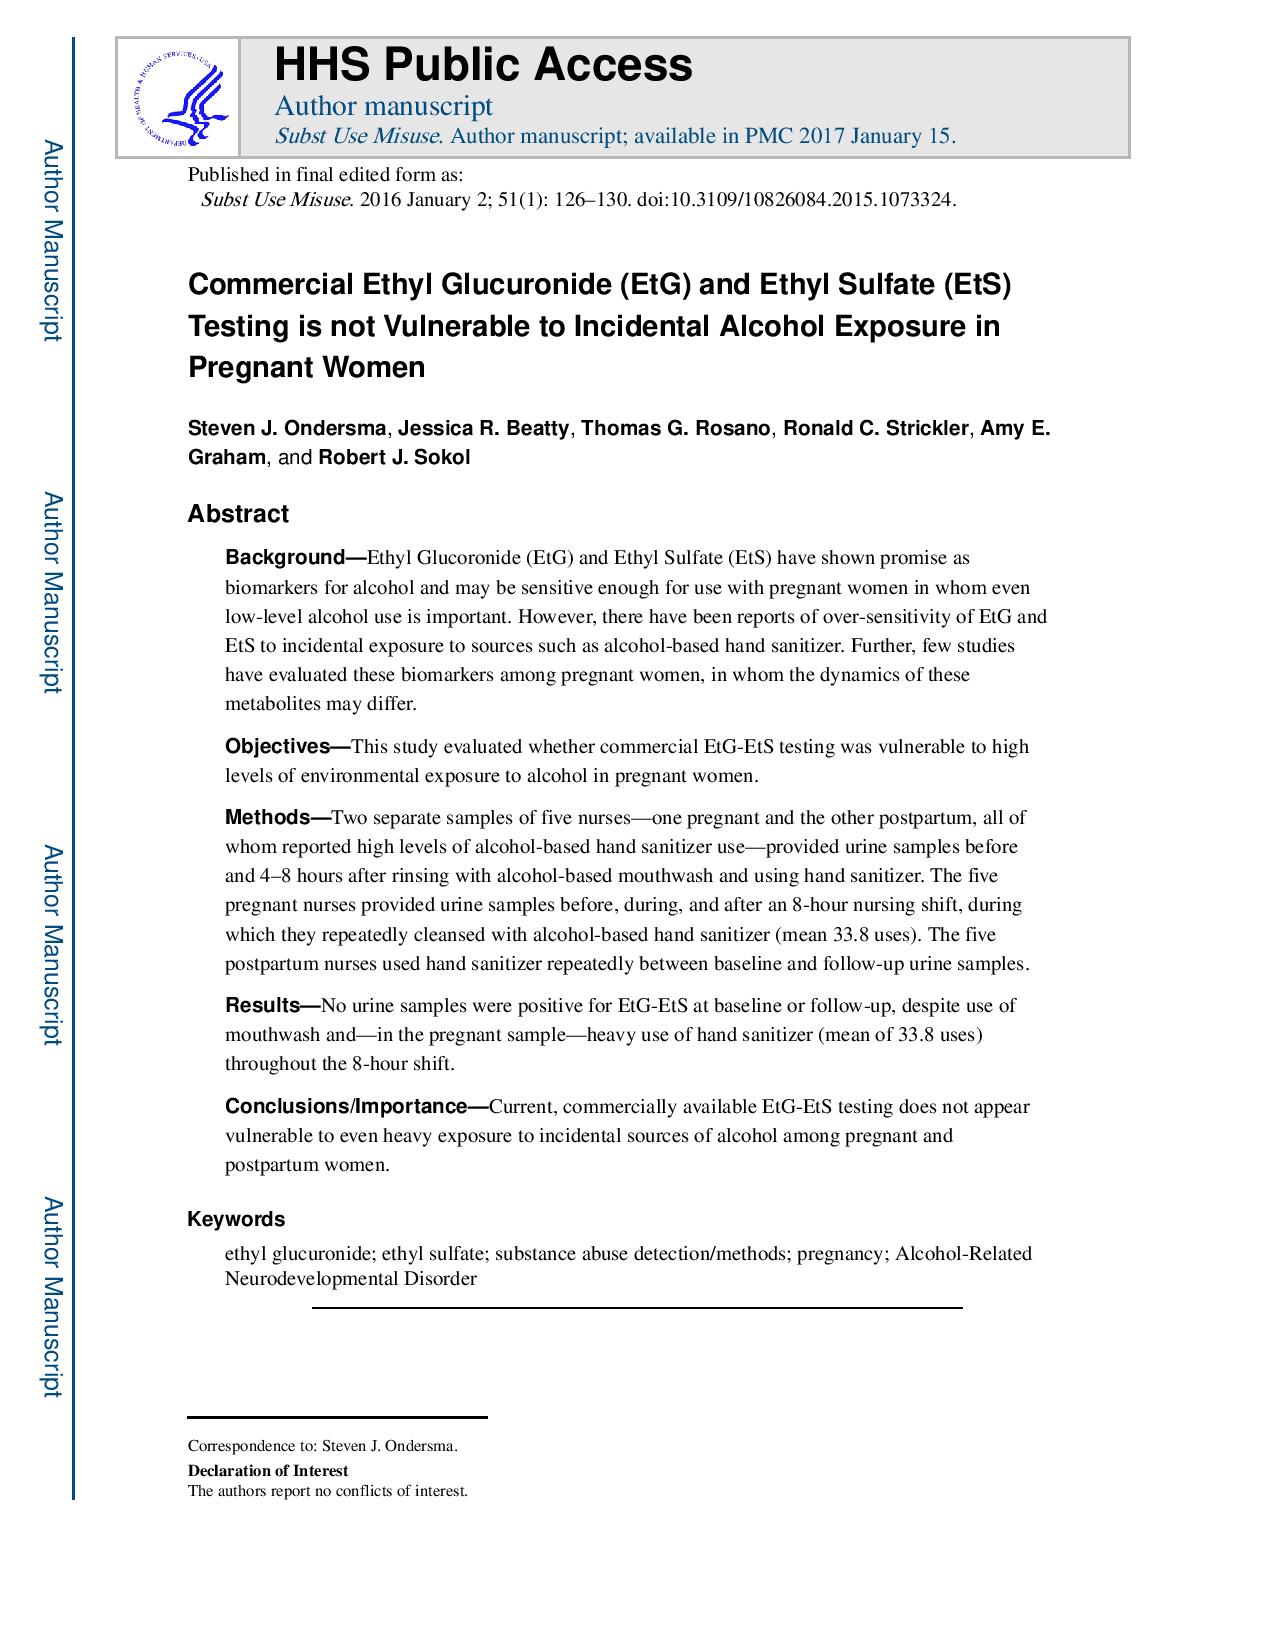 HHS Public Access
Author manuscript
Subst Use Misuse. Author manuscript; available in PMC 2017 January 15.
DEPARTMENT OF HEALTH & HUMAN SERVICES · USA
Published in final edited form as:
Subst Use Misuse. 2016 January 2; 51(1): 126–130. doi:10.3109/10826084.2015.1073324.
Commercial Ethyl Glucuronide (EtG) and Ethyl Sulfate (EtS)
Testing is not Vulnerable to Incidental Alcohol Exposure in
Pregnant Women
Steven J. Ondersma, Jessica R. Beatty, Thomas G. Rosano, Ronald C. Strickler, Amy E.
Graham, and Robert J. Sokol
Abstract
Background—Ethyl Glucoronide (EtG) and Ethyl Sulfate (EtS) have shown promise as
biomarkers for alcohol and may be sensitive enough for use with pregnant women in whom even
low-level alcohol use is important. However, there have been reports of over-sensitivity of EtG and
EtS to incidental exposure to sources such as alcohol-based hand sanitizer. Further, few studies
have evaluated these biomarkers among pregnant women, in whom the dynamics of these
metabolites may differ.
Objectives—This study evaluated whether commercial EtG-EtS testing was vulnerable to high
levels of environmental exposure to alcohol in pregnant women.
Methods—Two separate samples of five nurses—one pregnant and the other postpartum, all of
whom reported high levels of alcohol-based hand sanitizer use—provided urine samples before
and 4–8 hours after rinsing with alcohol-based mouthwash and using hand sanitizer. The five
pregnant nurses provided urine samples before, during, and after an 8-hour nursing shift, during
which they repeatedly cleansed with alcohol-based hand sanitizer (mean 33.8 uses). The five
postpartum nurses used hand sanitizer repeatedly between baseline and follow-up urine samples.
Results—No urine samples were positive for EtG-EtS at baseline or follow-up, despite use of
mouthwash and—in the pregnant sample—heavy use of hand sanitizer (mean of 33.8 uses)
throughout the 8-hour shift.
Conclusions/Importance—Current, commercially available EtG-EtS testing does not appear
vulnerable to even heavy exposure to incidental sources of alcohol among pregnant and
postpartum women.
Keywords
ethyl glucuronide; ethyl sulfate; substance abuse detection/methods; pregnancy; Alcohol-Related
Neurodevelopmental Disorder
Correspondence to: Steven J. Ondersma.
Declaration of Interest
The authors report no conflicts of interest.
Author Manuscript
Author Manuscript
Author Manuscript
Author Manuscript